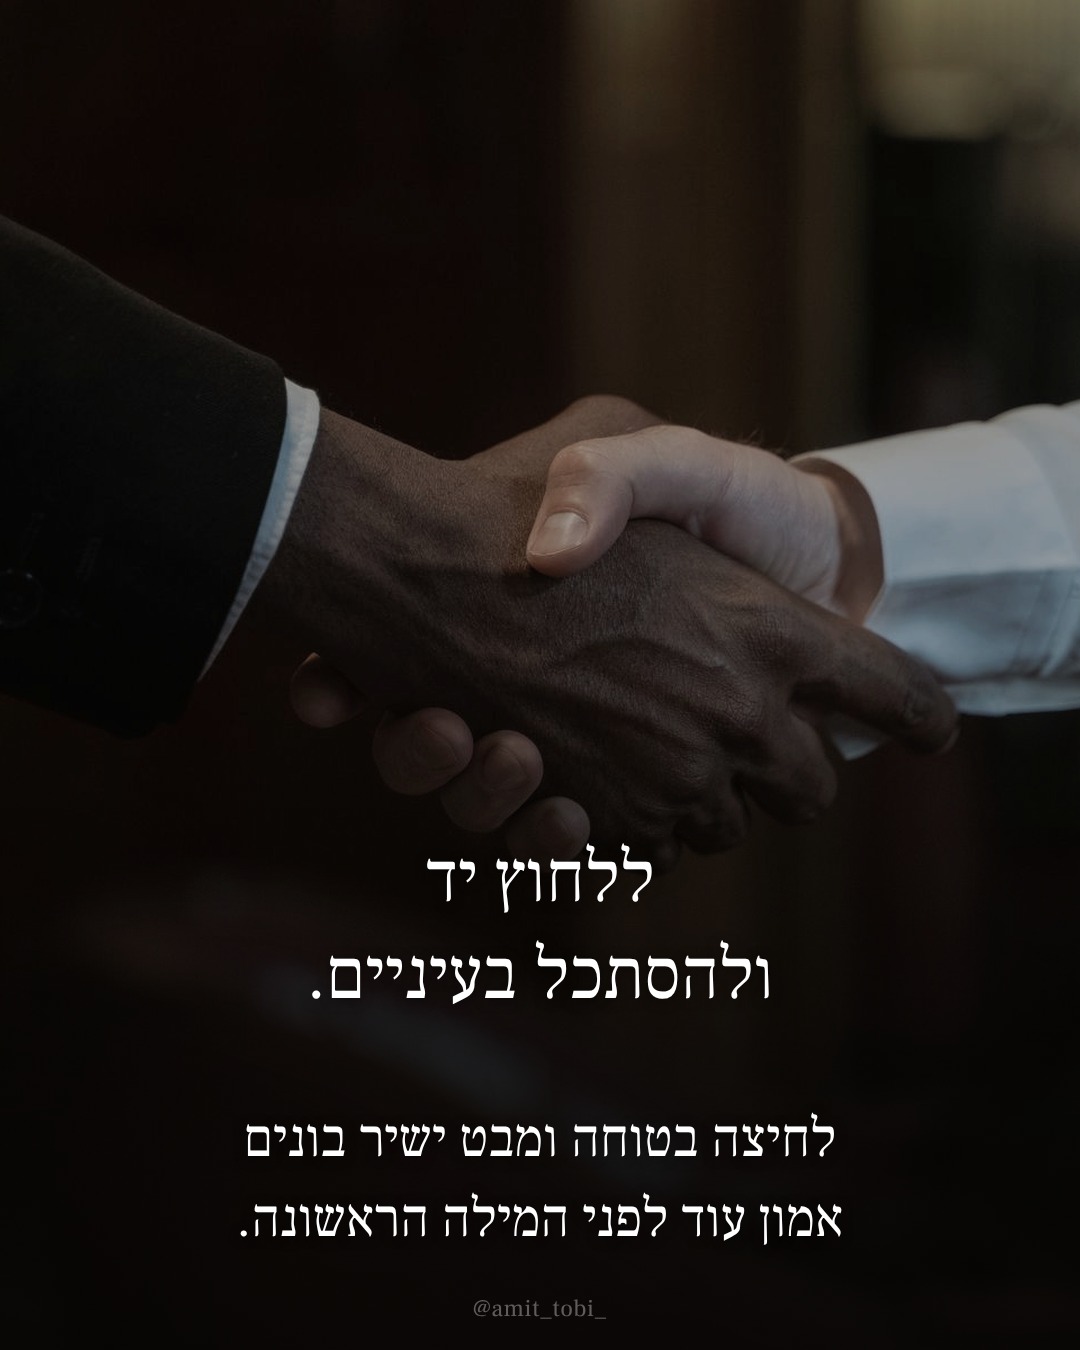 ללחוץ יד
ולהסתכל בעיניים.
לחיצה בטוחה ומבט ישיר בונים
אמון עוד לפני המילה הראשונה.
@amit_tobi_